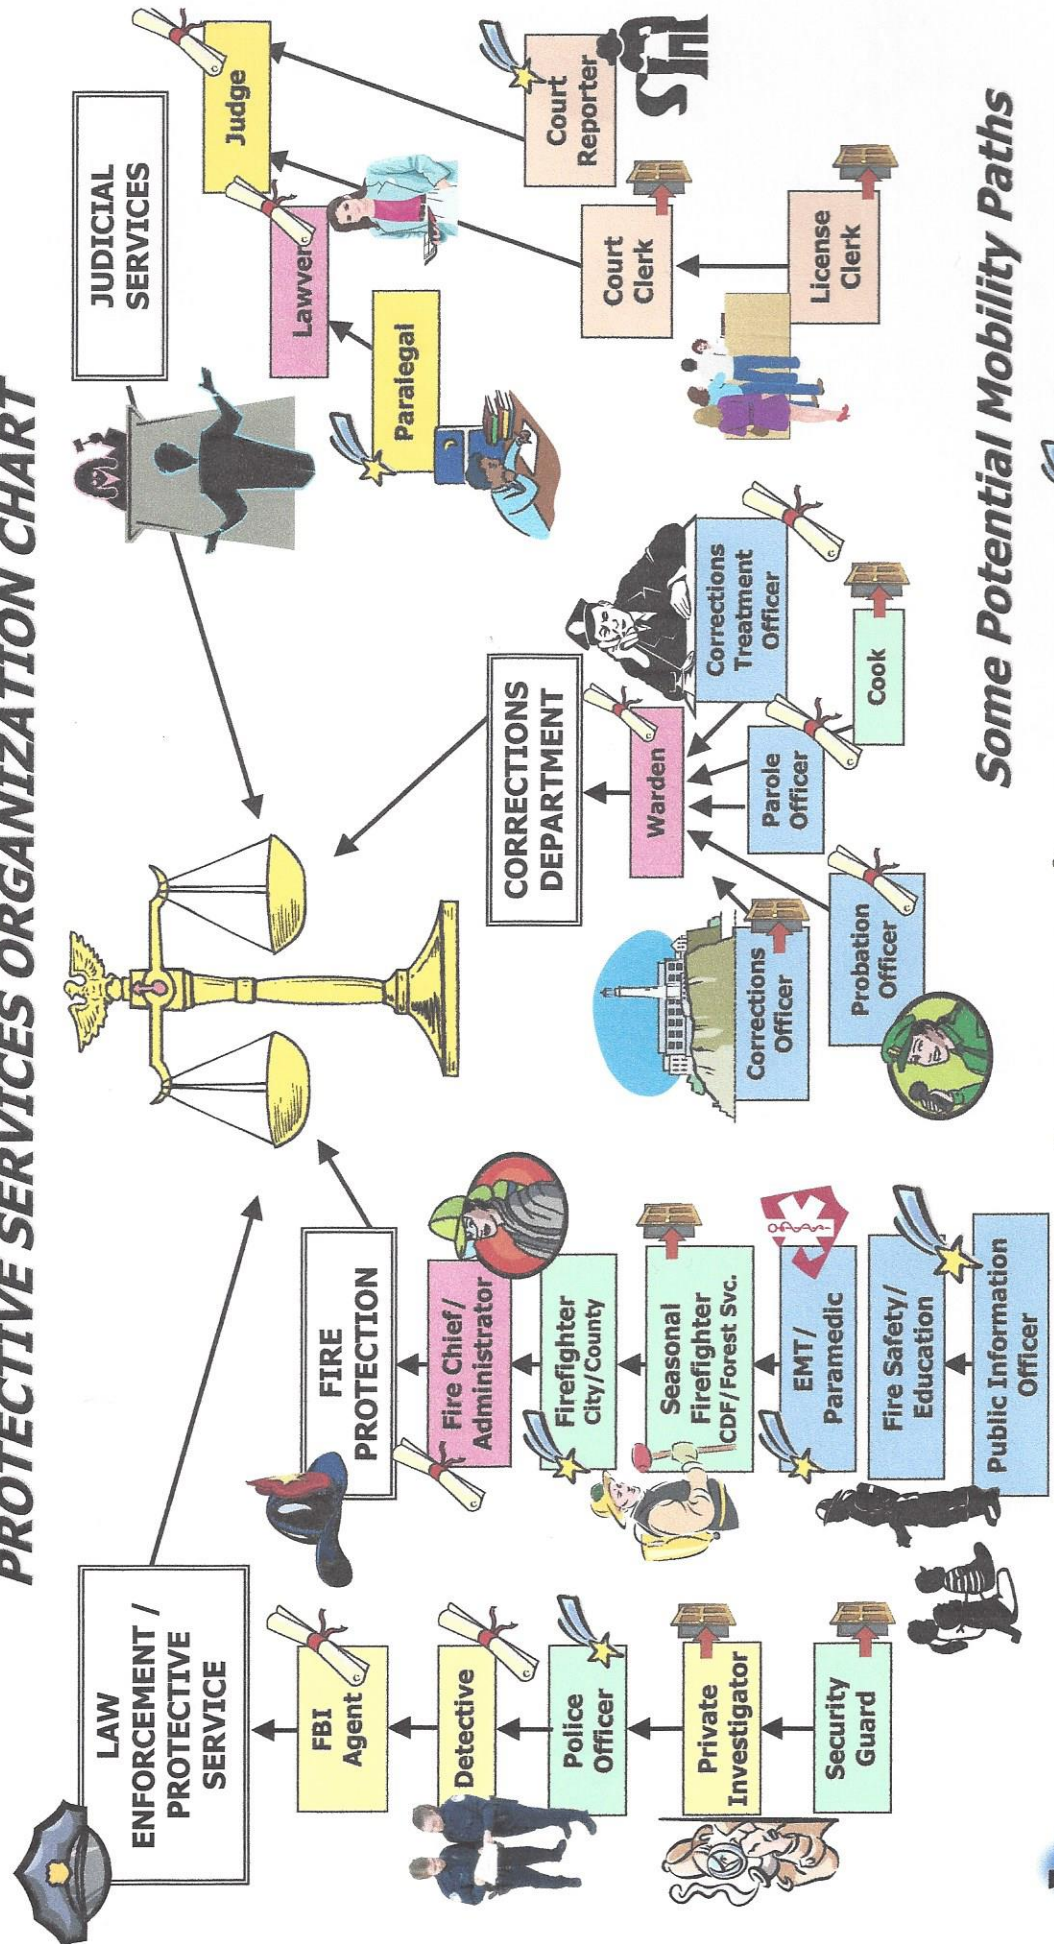 PROTECTIVE SERVICES ORGANIZATION CHART
LAW
ENFORCEMENT /
PROTECTIVE
SERVICE
FBI
Agent
Detective
Police
Officer
Private
Investigator
Security
Guard
FIRE
PROTECTION
Fire Chief/
Administrator
Firefighter
City/County
Seasonal
Firefighter
CDF/Forest Svc.
EMT/
Paramedic
Fire Safety/
Education
Public Information
Officer
CORRECTIONS
DEPARTMENT
Warden
Corrections
Officer
Probation
Officer
Parole
Officer
Corrections
Treatment
Officer
Cook
JUDICIAL
SERVICES
Judge
Lawyer
Paralegal
Court
Clerk
Court
Reporter
License
Clerk
Some Potential Mobility Paths